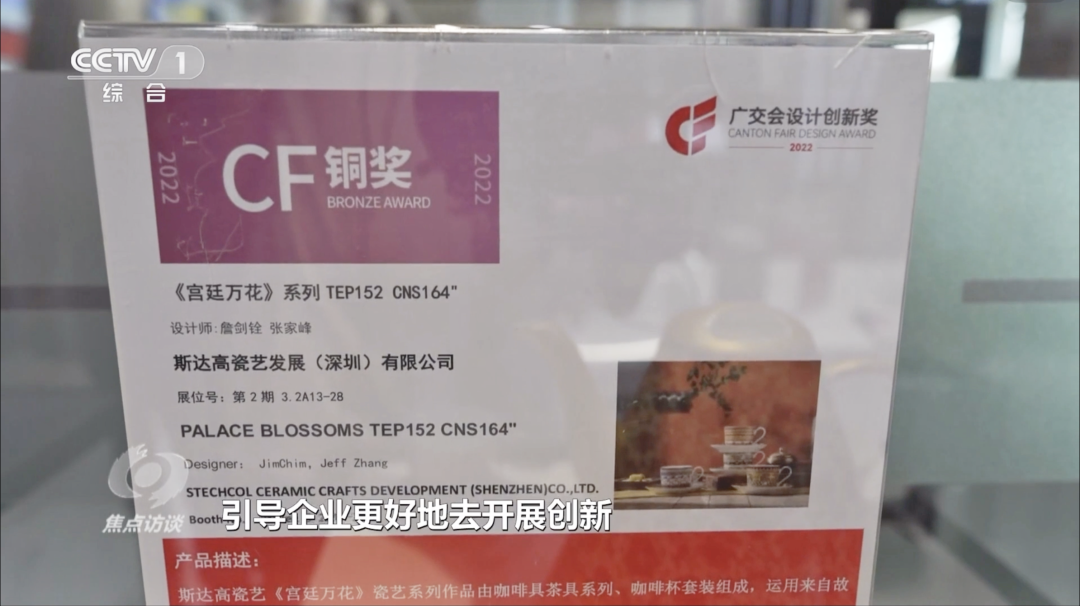 CCTV 1
综合
2022
CF 铜奖
BRONZE AWARD
2022
广交会设计创新奖
CANTON FAIR DESIGN AWARD
2022
《宫廷万花》系列 TEP152 CNS164"
设计师:詹剑铨 张家峰
斯达高瓷艺发展（深圳）有限公司
展位号：第2期 3.2A13-28
PALACE BLOSSOMS TEP152 CNS164"
Designer： JimChim, Jeff Zhang
STECHCOL CERAMIC CRAFTS DEVELOPMENT (SHENZHEN)CO.,LTD.
Booth
焦点访谈
引导企业更好地去开展创新
产品描述：
斯达高瓷艺《宫廷万花》瓷艺系列作品由咖啡具茶具系列、咖啡杯套装组成，运用来自故